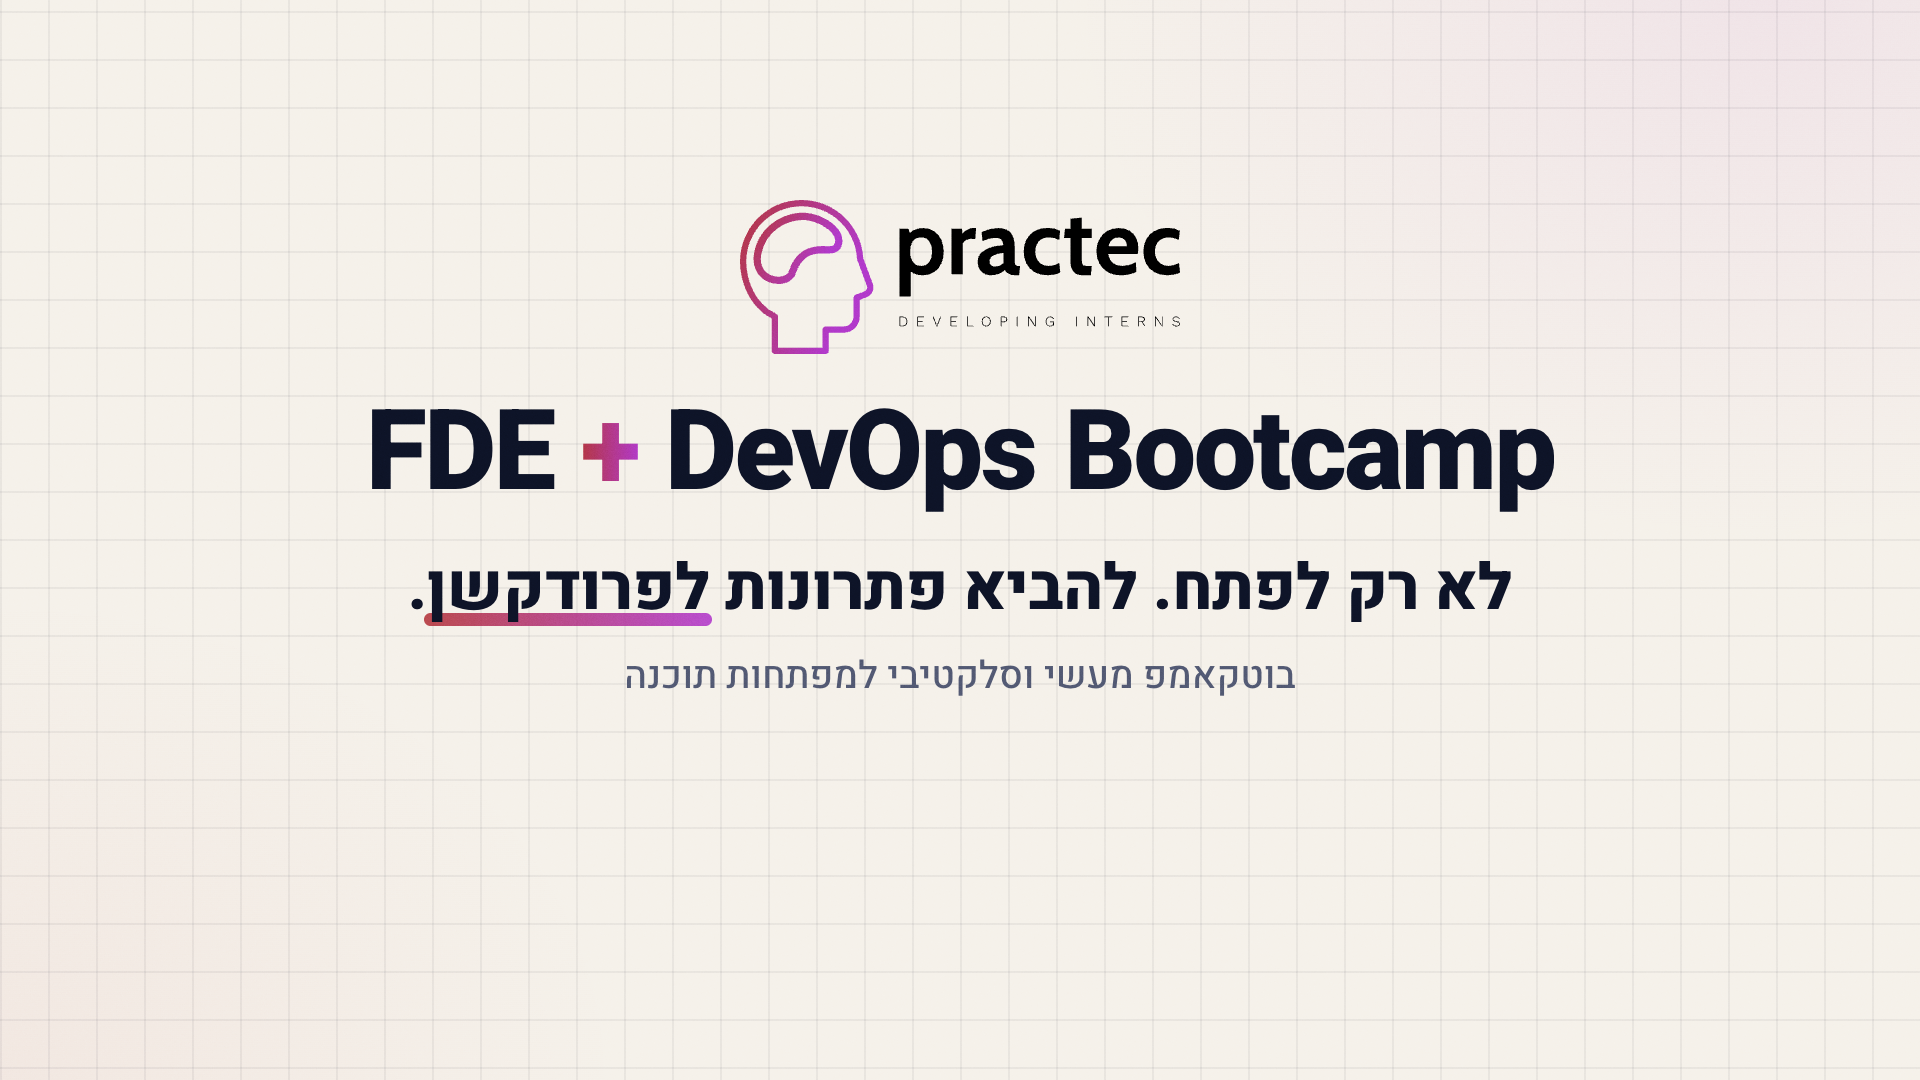 practec
DEVELOPING INTERNS
FDE + DevOps Bootcamp
לא רק לפתח. להביא פתרונות לפרודקשן.
בוטקאמפ מעשי וסלקטיבי למפתחות תוכנה